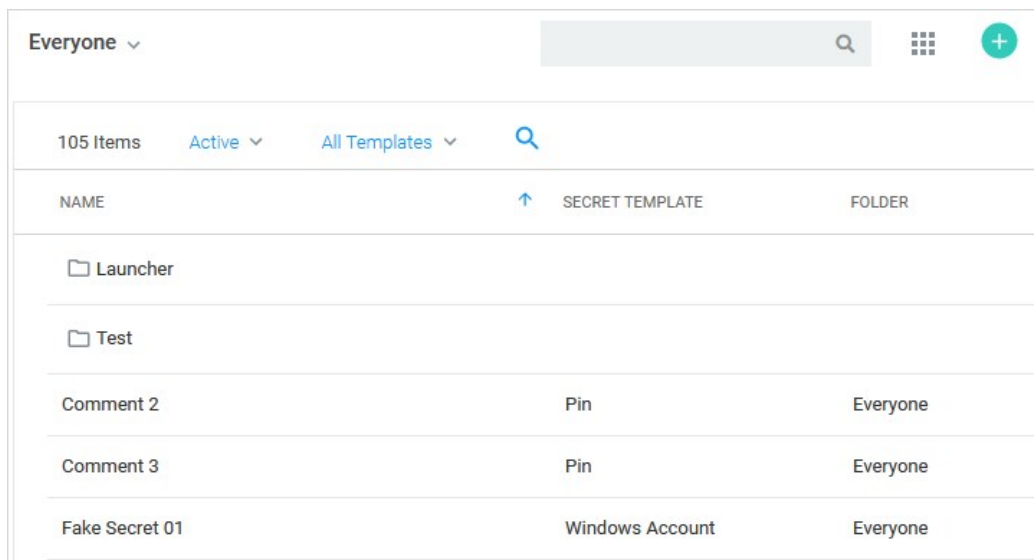 Everyone
105 Items Active All Templates
NAME SECRET TEMPLATE FOLDER
Launcher
Test
Comment 2 Pin Everyone
Comment 3 Pin Everyone
Fake Secret 01 Windows Account Everyone